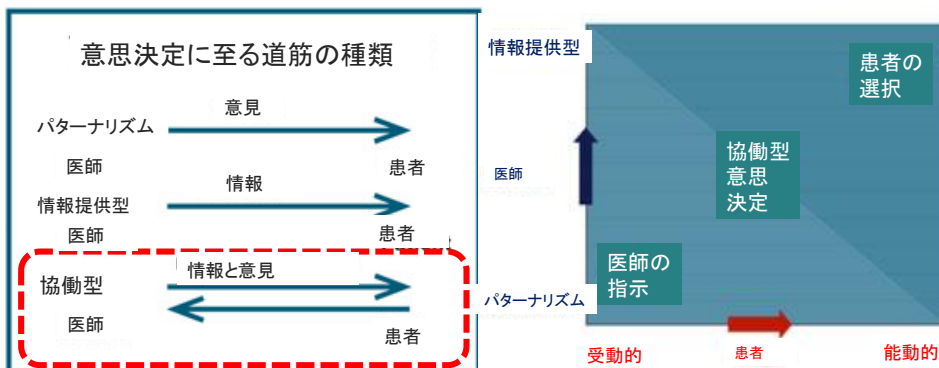 意思決定に至る道筋の種類
意見
パターナリズム
医師
患者
情報
情報提供型
医師
患者
情報と意見
協働型
医師
患者
情報提供型
医師
パターナリズム
患者の
選択
協働型
意思
決定
医師の
指示
受動的
患者
能動的